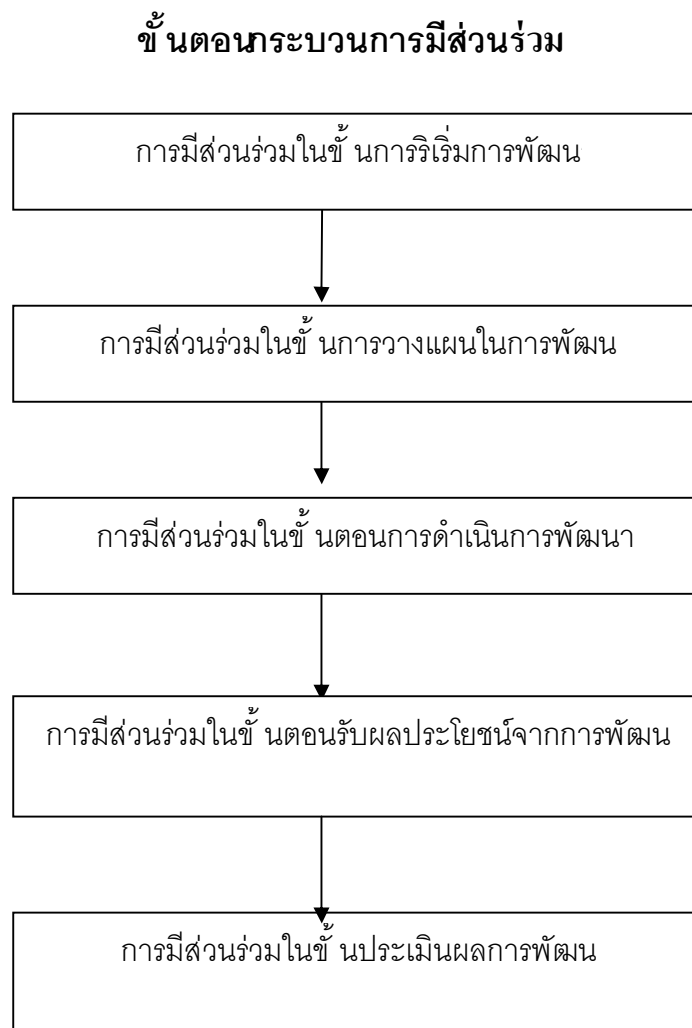 ขั้นตอนกระบวนการมีส่วนร่วม
การมีส่วนร่วมในขั้นการริเริ่มการพัฒน
การมีส่วนร่วมในขั้นการวางแผนในการพัฒน
การมีส่วนร่วมในขั้นตอนการดำเนินการพัฒนา
การมีส่วนร่วมในขั้นตอนรับผลประโยชน์จากการพัฒน
การมีส่วนร่วมในขั้นประเมินผลการพัฒน